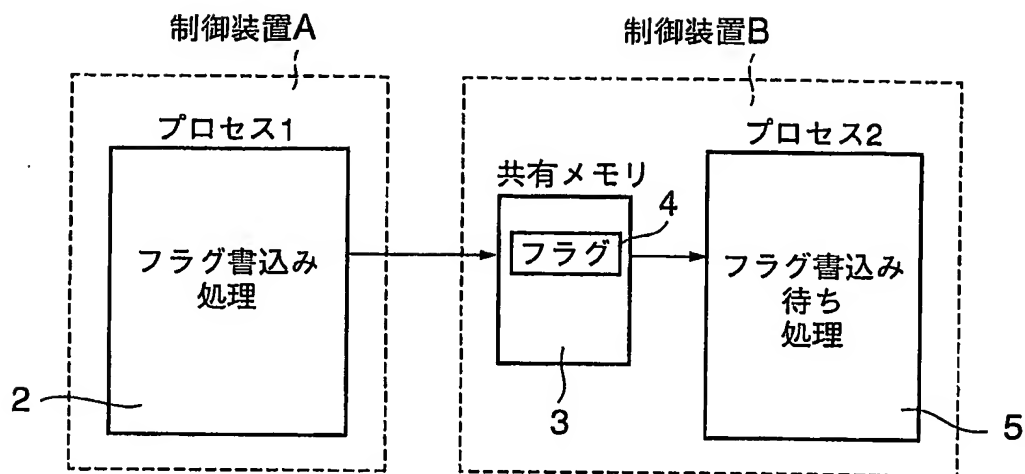 制御装置A
制御装置B
プロセス1
プロセス2
共有メモリ
4
フラグ
フラグ書込み
処理
フラグ書込み
待ち
処理
2
3
5